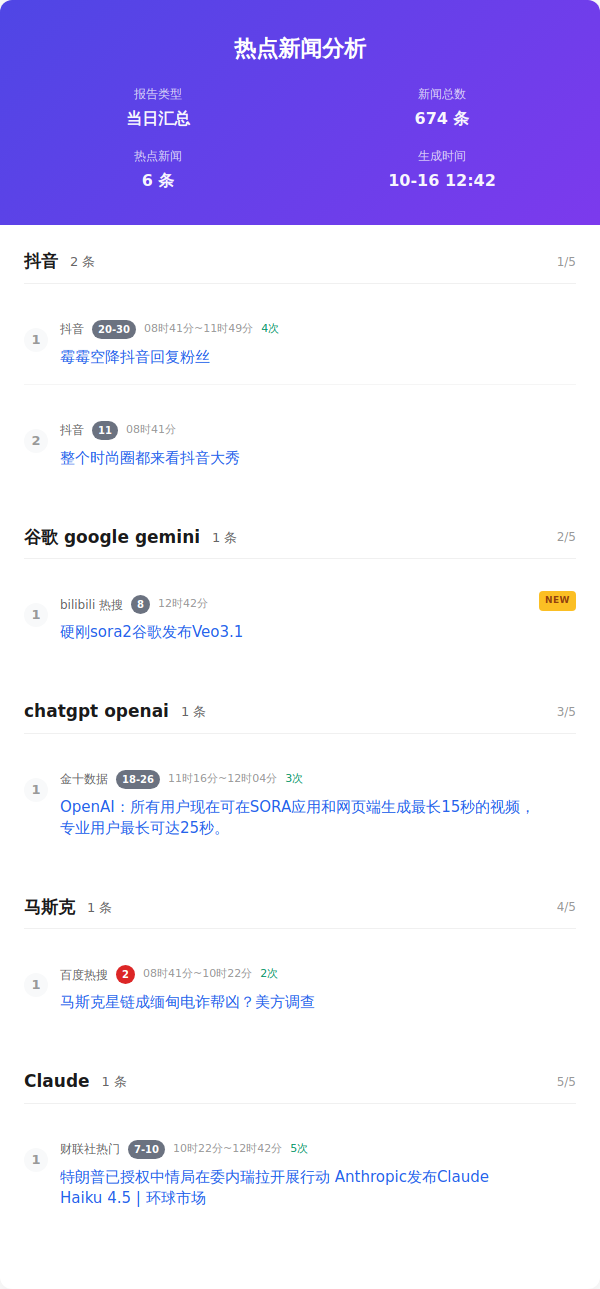 热点新闻分析
报告类型
新闻总数
当日汇总
674 条
热点新闻
生成时间
6 条
10-16 12:42
抖音 2 条 1/5
1 抖音 20-30 08时41分~11时49分 4次
霉霉空降抖音回复粉丝
2 抖音 11 08时41分
整个时尚圈都来看抖音大秀
谷歌 google gemini 1 条 2/5
1 bilibili 热搜 8 12时42分 NEW
硬刚sora2谷歌发布Veo3.1
chatgpt openai 1 条 3/5
1 金十数据 18-26 11时16分~12时04分 3次
OpenAI：所有用户现在可在SORA应用和网页端生成最长15秒的视频，
专业用户最长可达25秒。
马斯克 1 条 4/5
1 百度热搜 2 08时41分~10时22分 2次
马斯克星链成缅甸电诈帮凶？美方调查
Claude 1 条 5/5
1 财联社热门 7-10 10时22分~12时42分 5次
特朗普已授权中情局在委内瑞拉开展行动 Anthropic发布Claude
Haiku 4.5 | 环球市场